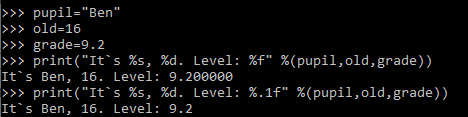 >>> pupil="Ben"
>>> old=16
>>> grade=9.2
>>> print("It`s %s, %d. Level: %f" %(pupil,old,grade))
It`s Ben, 16. Level: 9.200000
>>> print("It`s %s, %d. Level: %.1f" %(pupil,old,grade))
It`s Ben, 16. Level: 9.2